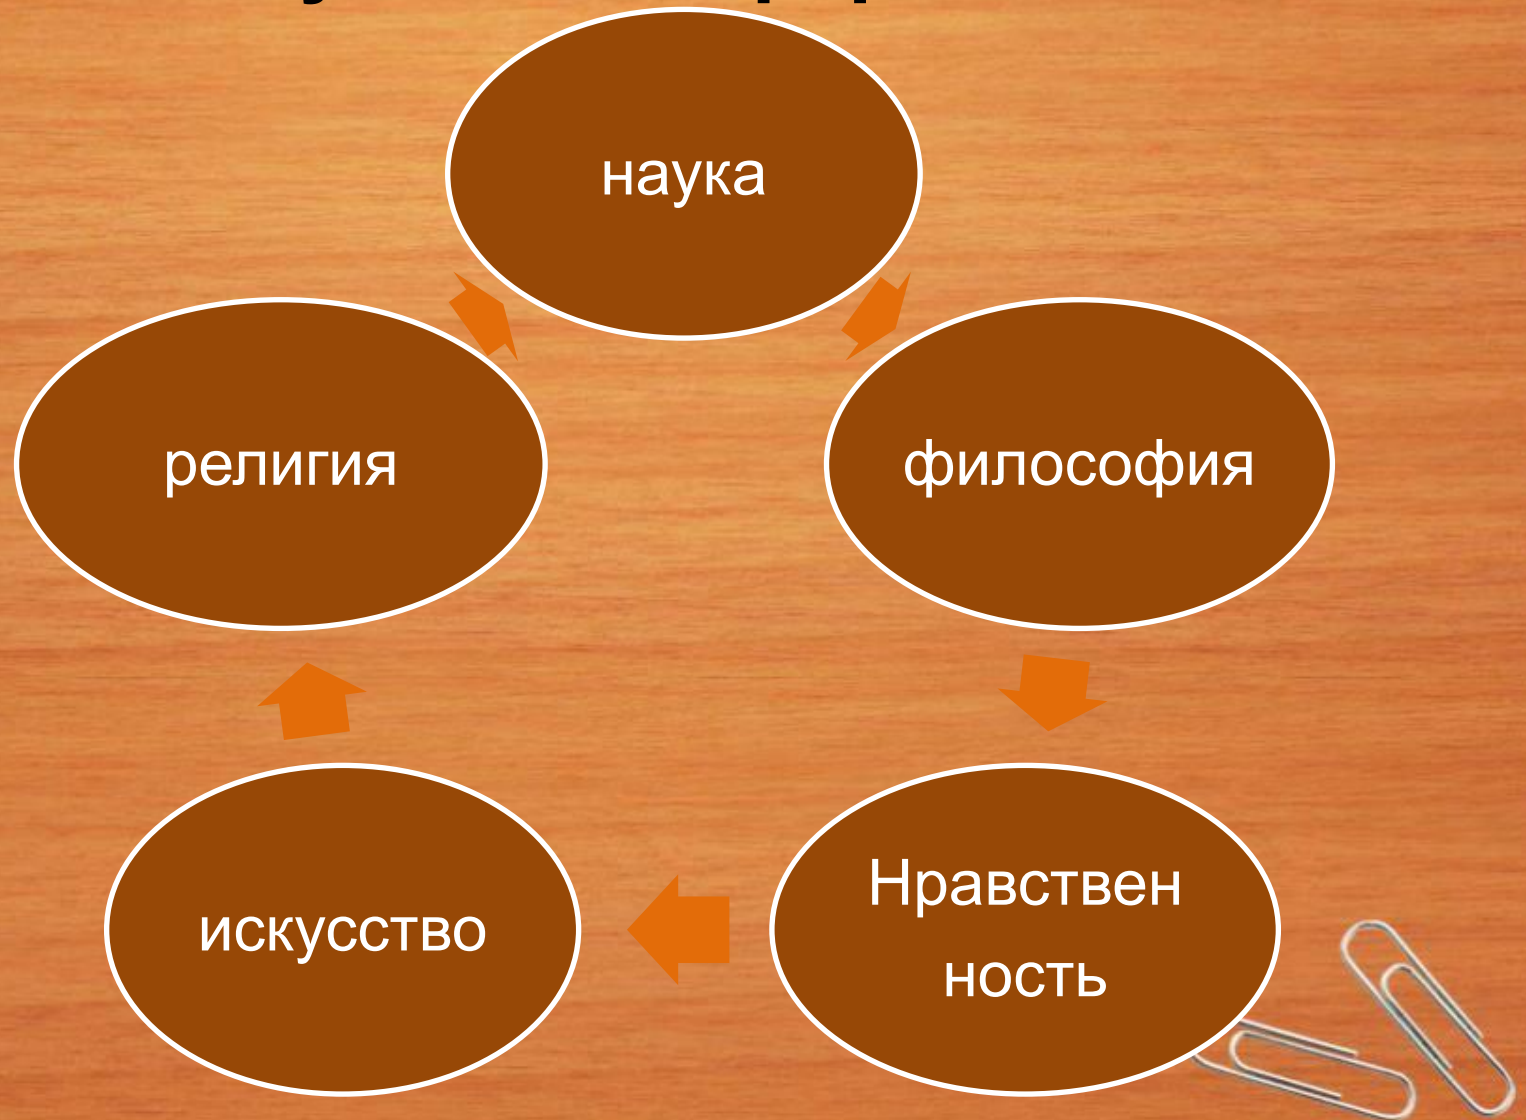 наука
религия
философия
искусство
Нравствен
ность